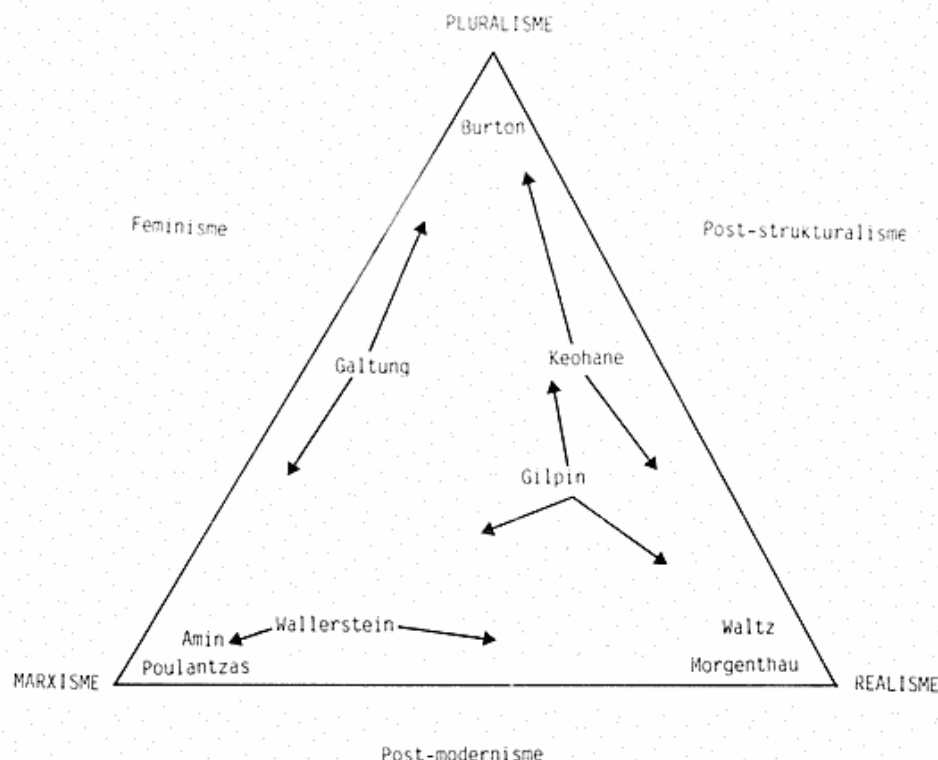 PLURALISME
Burton
Feminisme
Post-strukturalisme
Galtung
Keohane
Gilpin
Wallerstein
Amin
Waltz
Poulantzas
Morgenthau
MARXISME
REALISME
Post-modernisme